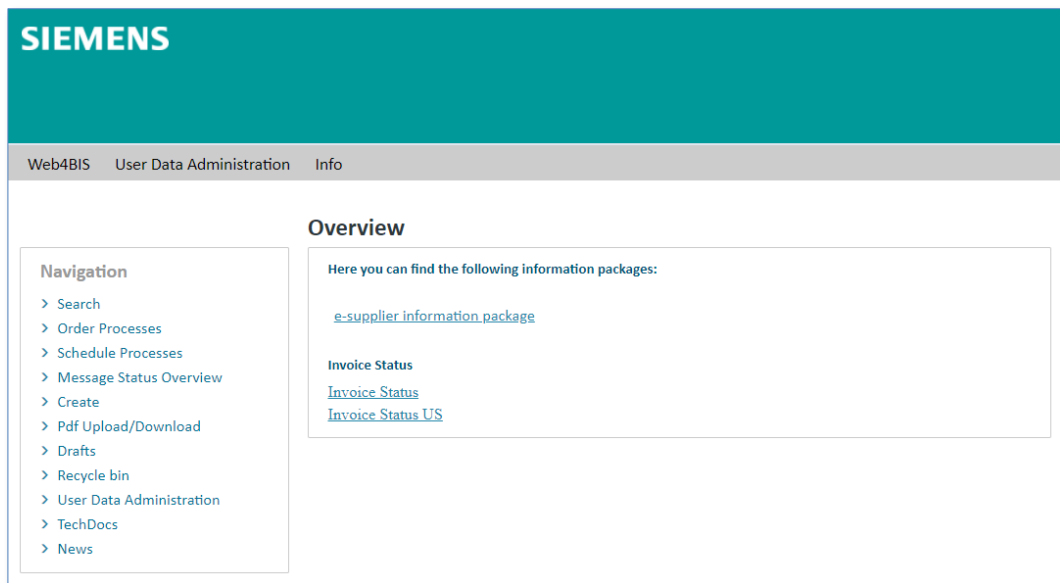 SIEMENS
Web4BIS User Data Administration Info
Overview
Navigation
Search
Order Processes
Schedule Processes
Message Status Overview
Create
Pdf Upload/Download
Drafts
Recycle bin
User Data Administration
TechDocs
News
Here you can find the following information packages:
e-supplier information package
Invoice Status
Invoice Status
Invoice Status US